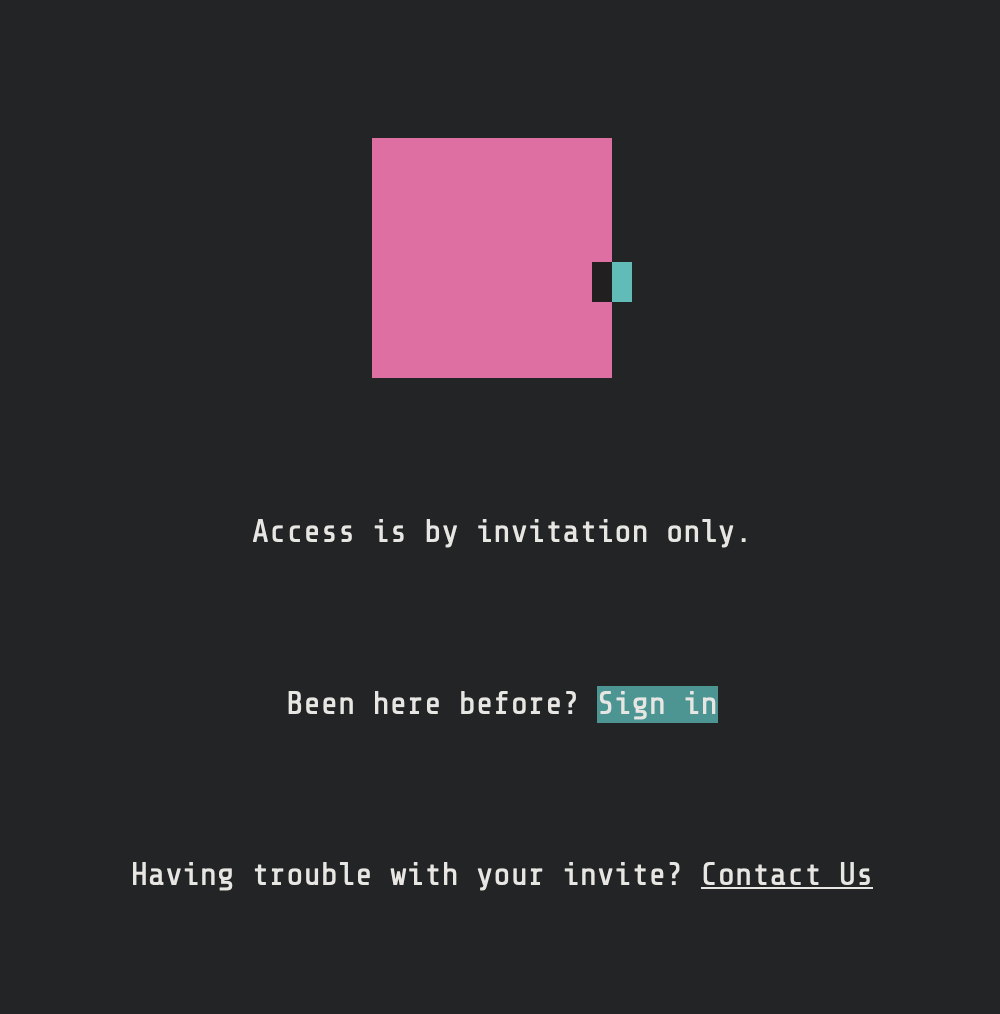 Access is by invitation only.
Been here before? Sign in
Having trouble with your invite? Contact Us